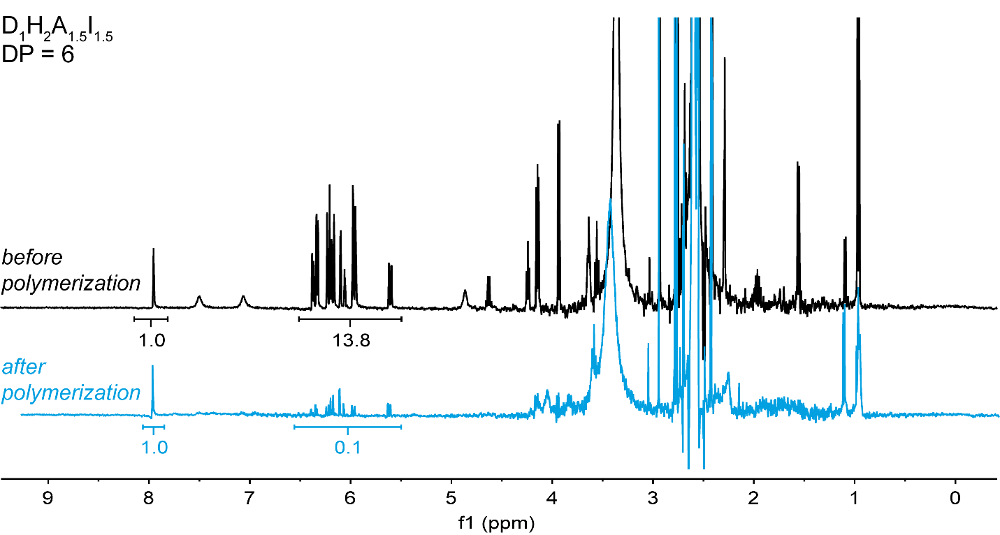 D₁H₂A₁.₅I₁.₅
DP = 6
before
polymerization
1.0
13.8
after
polymerization
1.0
0.1
9 8 7 6 5 4 3 2 1 0
f1 (ppm)